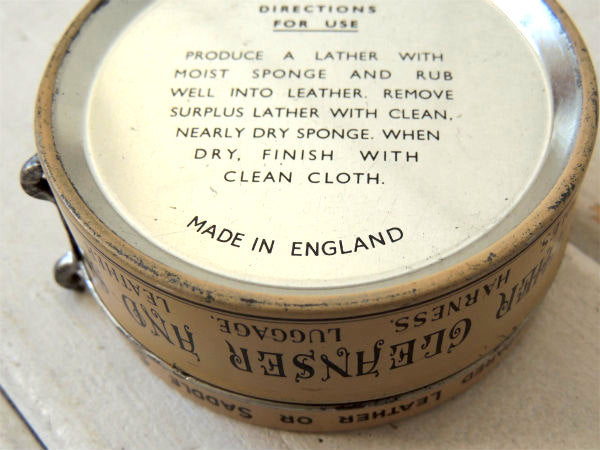 DIRECTIONS
FOR USE
PRODUCE A LATHER WITH
MOIST SPONGE AND RUB
WELL INTO LEATHER. REMOVE
SURPLUS LATHER WITH CLEAN,
NEARLY DRY SPONGE. WHEN
DRY, FINISH WITH
CLEAN CLOTH.
MADE IN ENGLAND
HARNESS. LUGGAGE.
CLEANSER AND
LEATHER OR SADDLE